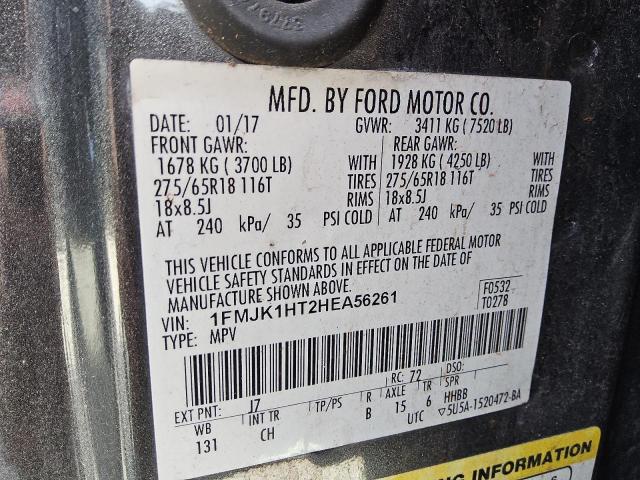 MFD. BY FORD MOTOR CO.
DATE: 01/17 GVWR: 3411 KG ( 7520 LB)
FRONT GAWR: REAR GAWR:
1678 KG ( 3700 LB) WITH 1928 KG ( 4250 LB) WITH
275/65R18 116T TIRES 275/65R18 116T TIRES
18x8.5J RIMS 18x8.5J RIMS
AT 240 kPa/ 35 PSI COLD AT 240 kPa/ 35 PSI COLD
THIS VEHICLE CONFORMS TO ALL APPLICABLE FEDERAL MOTOR
VEHICLE SAFETY STANDARDS IN EFFECT ON THE DATE OF
MANUFACTURE SHOWN ABOVE.
VIN: 1FMJK1HT2HEA56261 F0532
TYPE: MPV T0278
EXT PNT: J7 RC: 72 DSO:
WB INT TR TP/PS R AXLE TR SPR
131 CH B 15 6 HHBB
UTC ▽5U5A-1520472-BA
INFORMATION